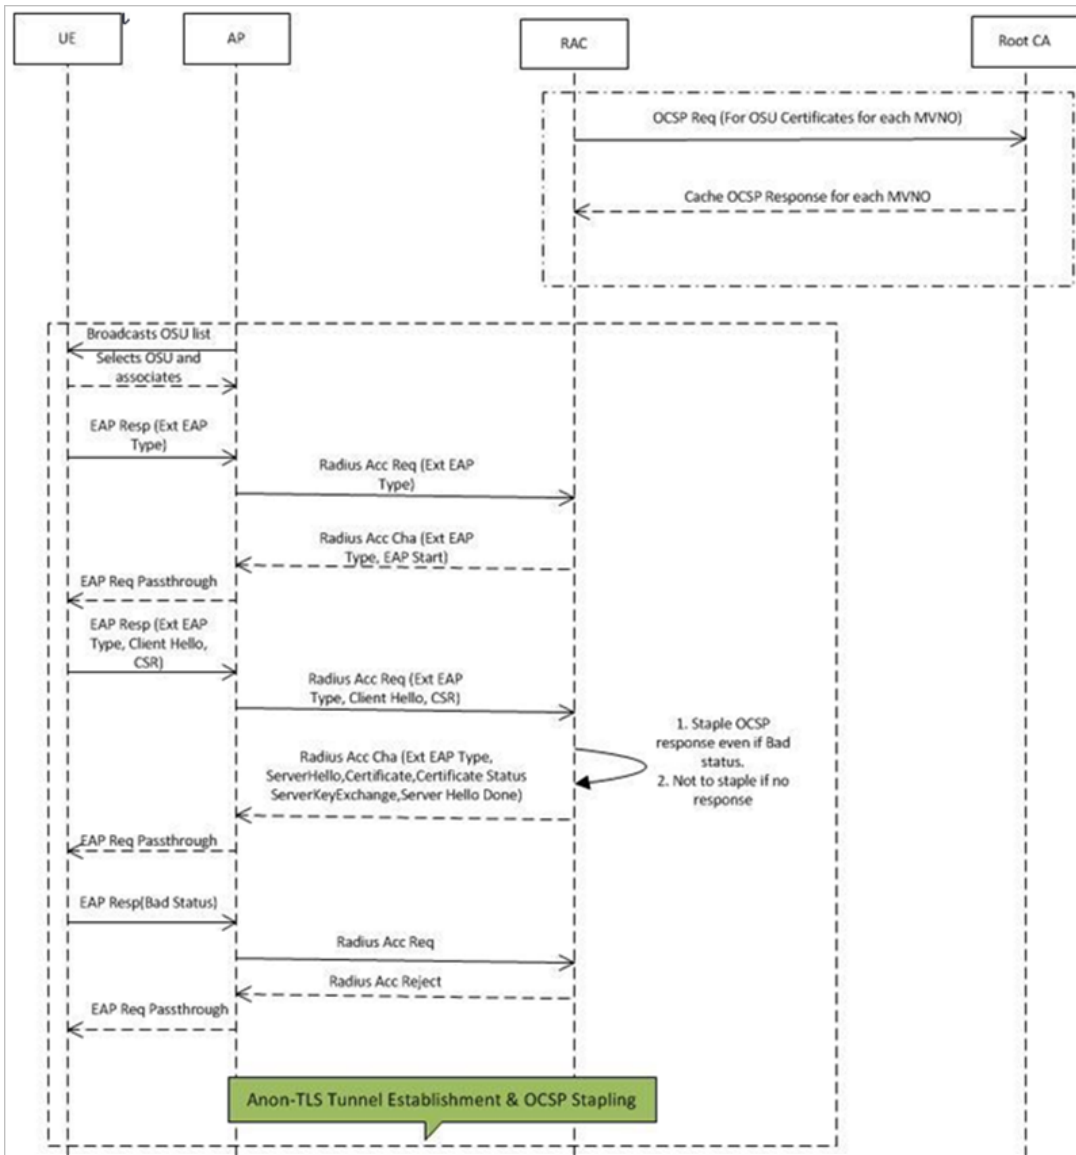 UE
AP
RAC
Root CA
OCSP Req (For OSU Certificates for each MVNO)
Cache OCSP Response for each MVNO
Broadcasts OSU list
Selects OSU and
associates
EAP Resp (Ext EAP
Type)
Radius Acc Req (Ext EAP
Type)
Radius Acc Cha (Ext EAP
Type, EAP Start)
EAP Req Passthrough
EAP Resp (Ext EAP
Type, Client Hello,
CSR)
Radius Acc Req (Ext EAP
Type, Client Hello, CSR)
1. Staple OCSP
response even if Bad
status.
2. Not to staple if no
response
Radius Acc Cha (Ext EAP Type,
ServerHello,Certificate,Certificate Status
ServerKeyExchange,Server Hello Done)
EAP Req Passthrough
EAP Resp(Bad Status)
Radius Acc Req
Radius Acc Reject
EAP Req Passthrough
Anon-TLS Tunnel Establishment & OCSP Stapling